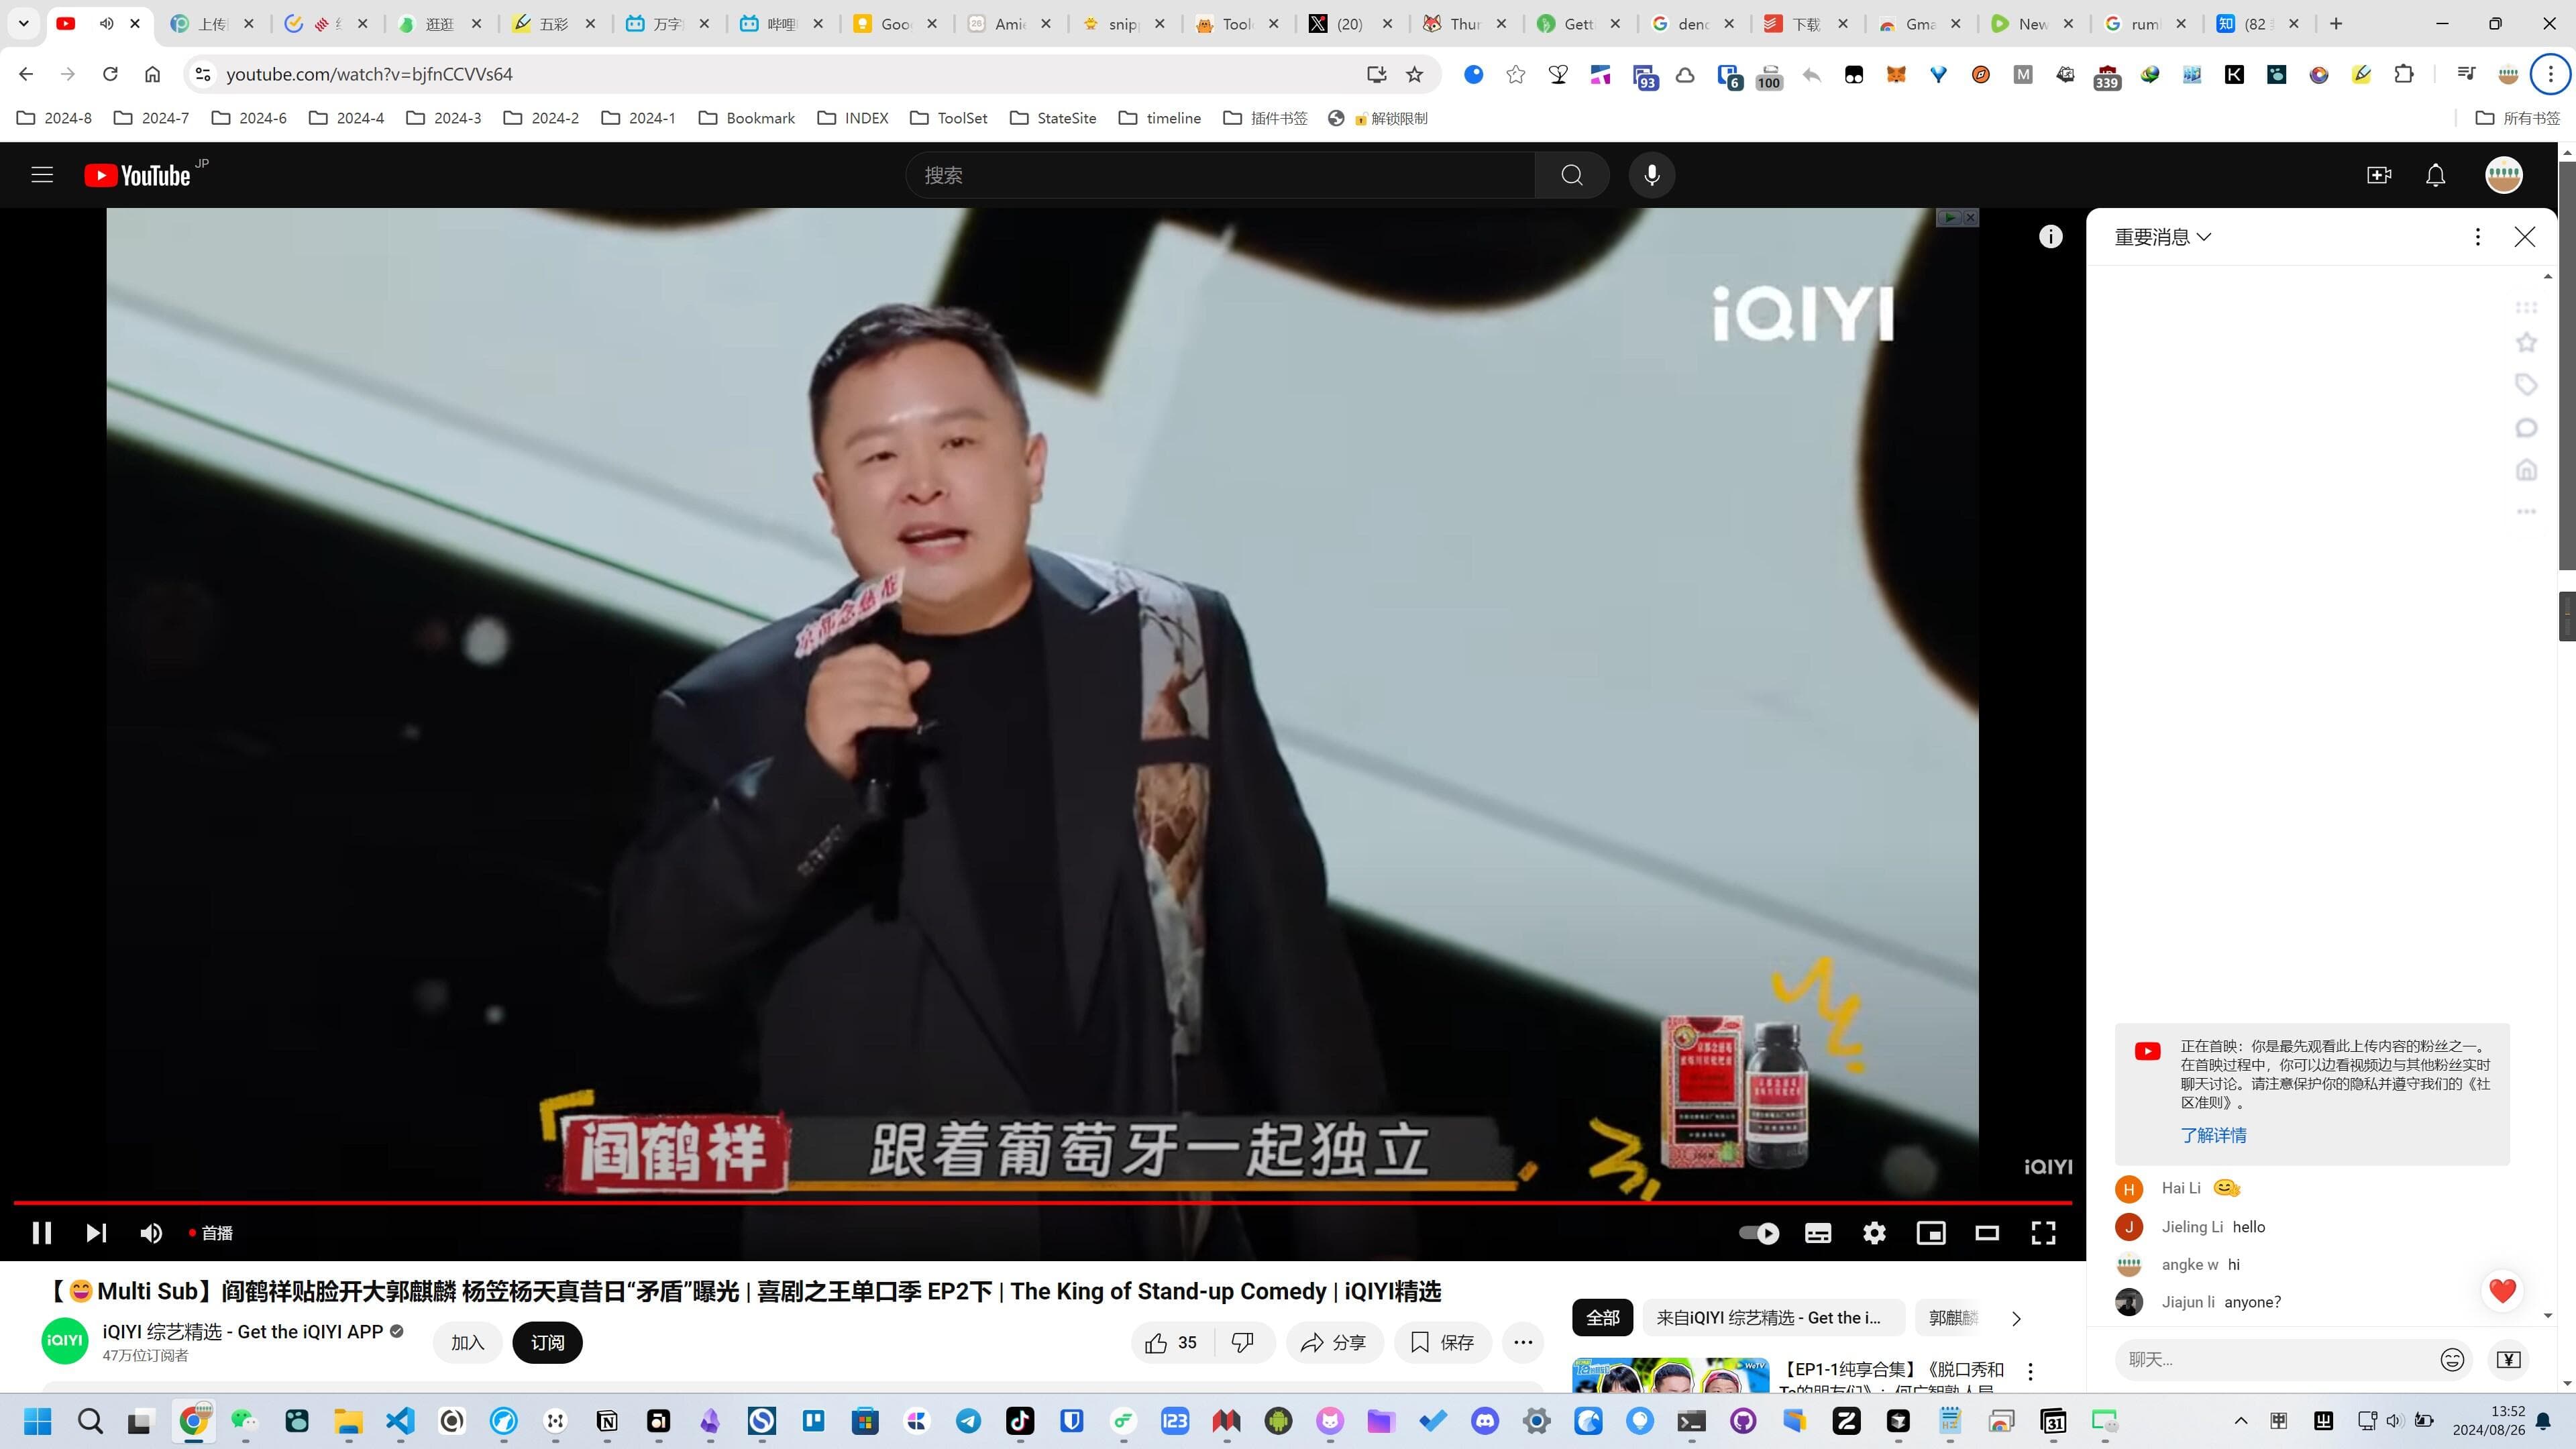 上传
逛逛
五彩
万字
哔哩
Goo
Amie
snip
Tool
(20)
Thur
Gett
denc
下载
Gma
New
rum
(82
youtube.com/watch?v=bjfnCCVVs64
93
6
100
339
2024-8
2024-7
2024-6
2024-4
2024-3
2024-2
2024-1
Bookmark
INDEX
ToolSet
StateSite
timeline
插件书签
解锁限制
所有书签
YouTube JP
搜索
iQIYI
京都念慈菴
阎鹤祥
跟着葡萄牙一起独立
iQIYI
首播
重要消息
正在首映：你是最先观看此上传内容的粉丝之一。
在首映过程中，你可以边看视频边与其他粉丝实时
聊天讨论。请注意保护你的隐私并遵守我们的《社
区准则》。
了解详情
Hai Li
Jieling Li hello
angke w hi
Jiajun li anyone?
聊天...
【😄Multi Sub】阎鹤祥贴脸开大郭麒麟 杨笠杨天真昔日“矛盾”曝光 | 喜剧之王单口季 EP2下 | The King of Stand-up Comedy | iQIYI精选
iQIYI
iQIYI 综艺精选 - Get the iQIYI APP
47万位订阅者
加入
订阅
35
分享
保存
全部
来自iQIYI 综艺精选 - Get the i...
郭麒麟
WeTV
【EP1-1纯享合集】《脱口秀和
13:52
2024/08/26